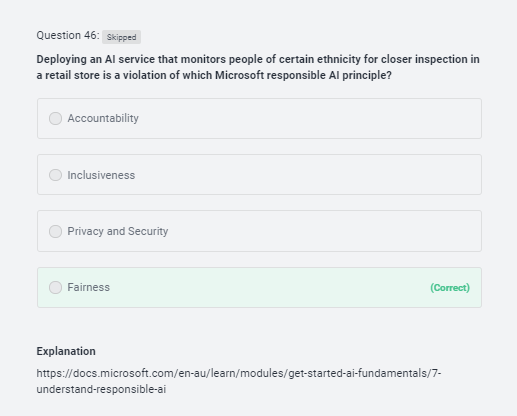 Question 46: Skipped
Deploying an AI service that monitors people of certain ethnicity for closer inspection in
a retail store is a violation of which Microsoft responsible AI principle?
Accountability
Inclusiveness
Privacy and Security
Fairness (Correct)
Explanation
https://docs.microsoft.com/en-au/learn/modules/get-started-ai-fundamentals/7-
understand-responsible-ai